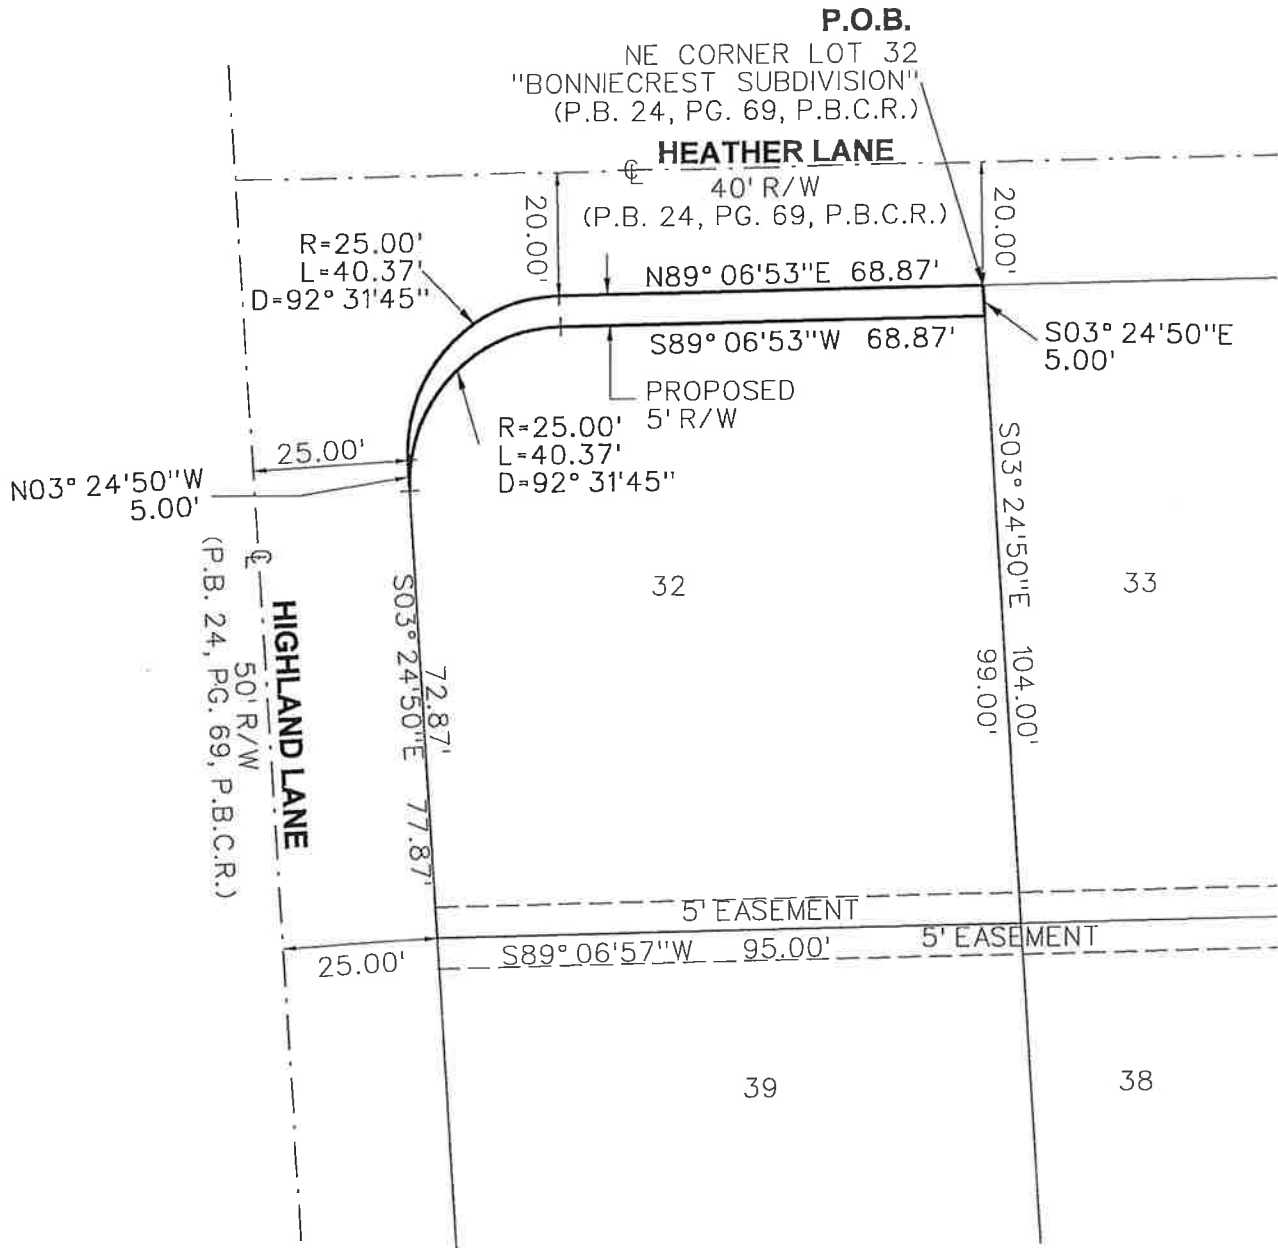 P.O.B.
NE CORNER LOT 32
"BONNIECREST SUBDIVISION"
(P.B. 24, PG. 69, P.B.C.R.)
HEATHER LANE
℄
40' R/W
(P.B. 24, PG. 69, P.B.C.R.)
20.00'
20.00'
R=25.00'
L=40.37'
D=92° 31'45"
N89° 06'53"E 68.87'
S89° 06'53"W 68.87'
S03° 24'50"E
5.00'
PROPOSED
5' R/W
R=25.00'
L=40.37'
D=92° 31'45"
25.00'
N03° 24'50"W
5.00'
S03° 24'50"E 104.00'
99.00'
32
33
℄
HIGHLAND LANE
50' R/W
(P.B. 24, PG. 69, P.B.C.R.)
72.87'
S03° 24'50"E 77.87'
5' EASEMENT
5' EASEMENT
25.00'
S89° 06'57"W 95.00'
39
38